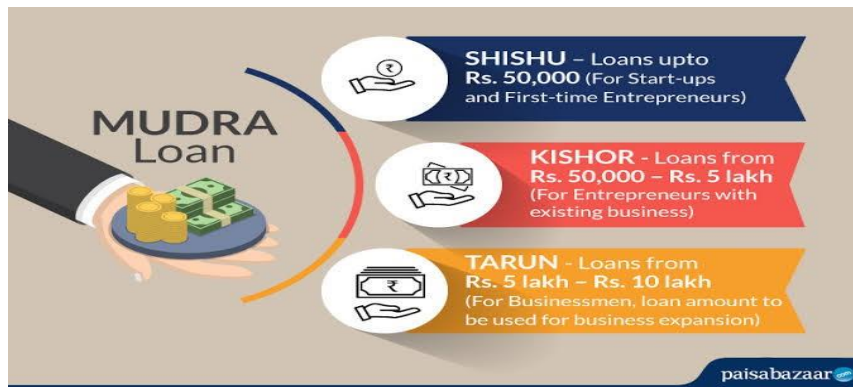 MUDRA
Loan
SHISHU – Loans upto
Rs. 50,000 (For Start-ups
and First-time Entrepreneurs)
KISHOR - Loans from
Rs. 50,000 – Rs. 5 lakh
(For Entrepreneurs with
existing business)
TARUN - Loans from
Rs. 5 lakh – Rs. 10 lakh
(For Businessmen, loan amount to
be used for business expansion)
paisabazaar.com